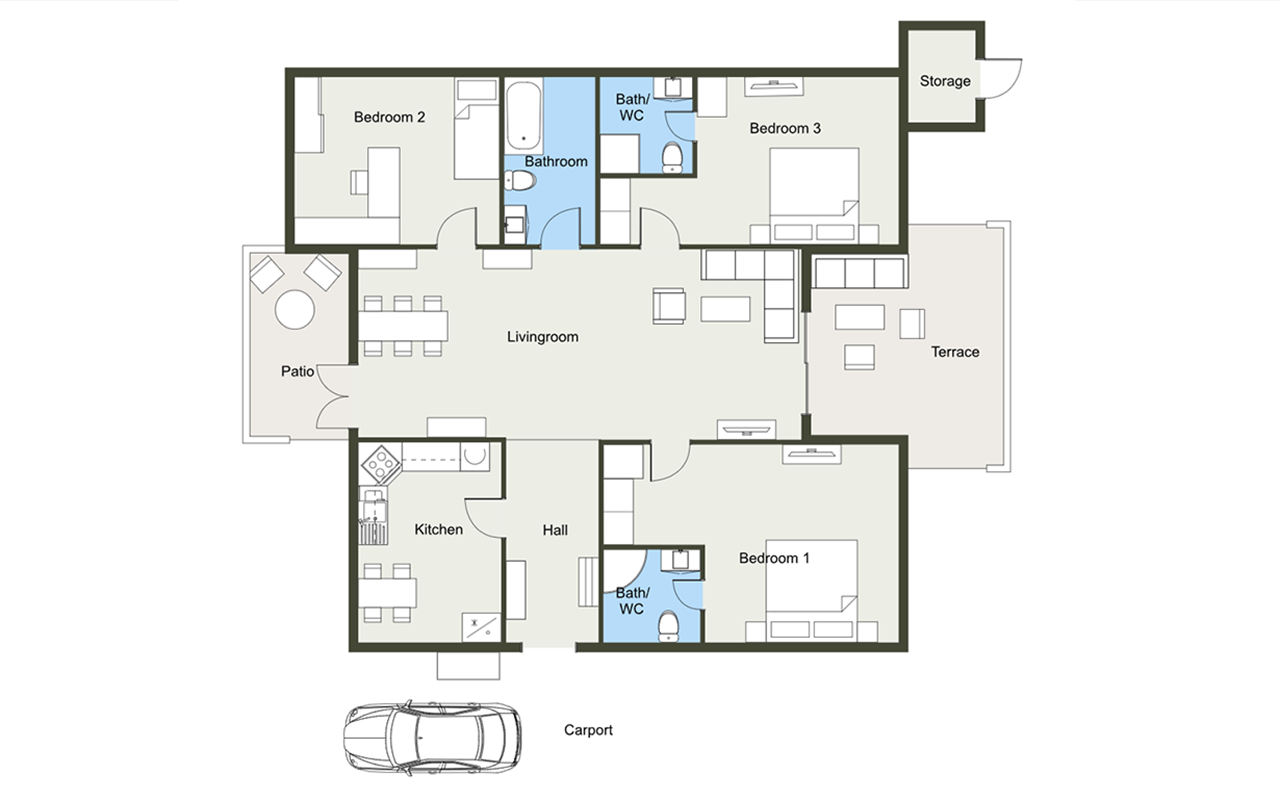 Storage
Bedroom 2
Bath/
WC
Bedroom 3
Bathroom
Livingroom
Patio
Terrace
Kitchen
Hall
Bedroom 1
Bath/
WC
Carport